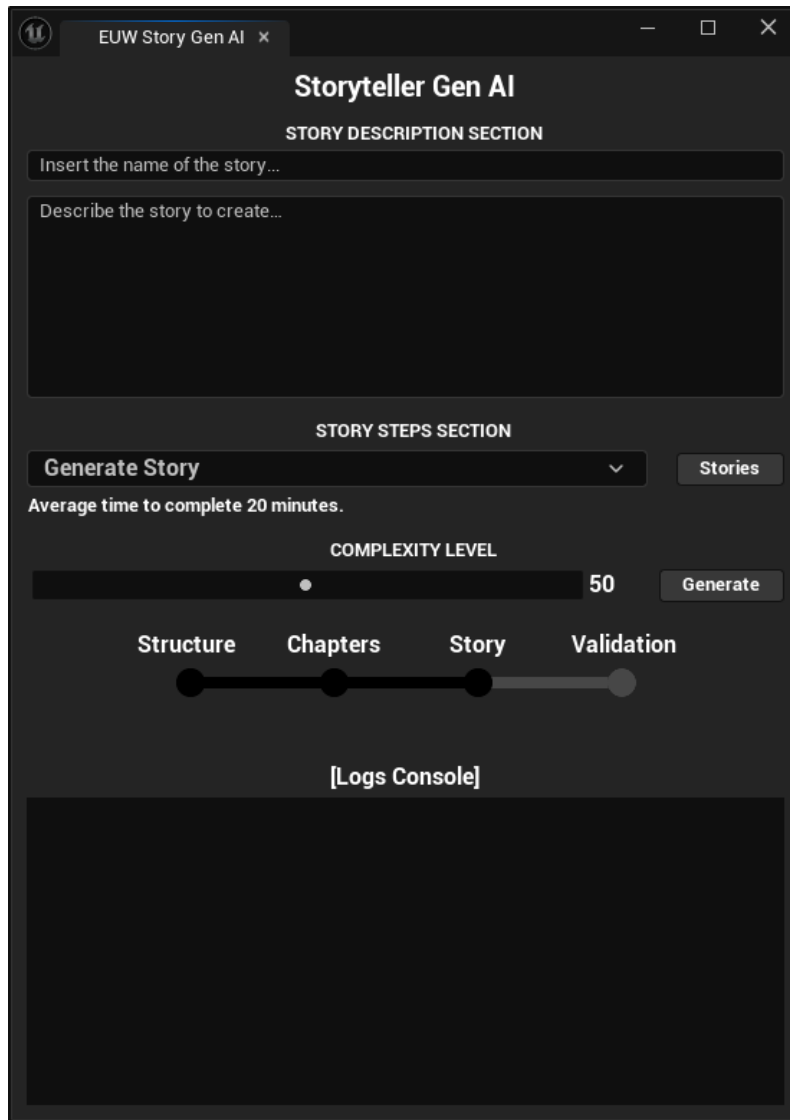 EUW Story Gen AI
Storyteller Gen AI
STORY DESCRIPTION SECTION
Insert the name of the story...
Describe the story to create...
STORY STEPS SECTION
Generate Story
Stories
Average time to complete 20 minutes.
COMPLEXITY LEVEL
50
Generate
Structure Chapters Story Validation
[Logs Console]